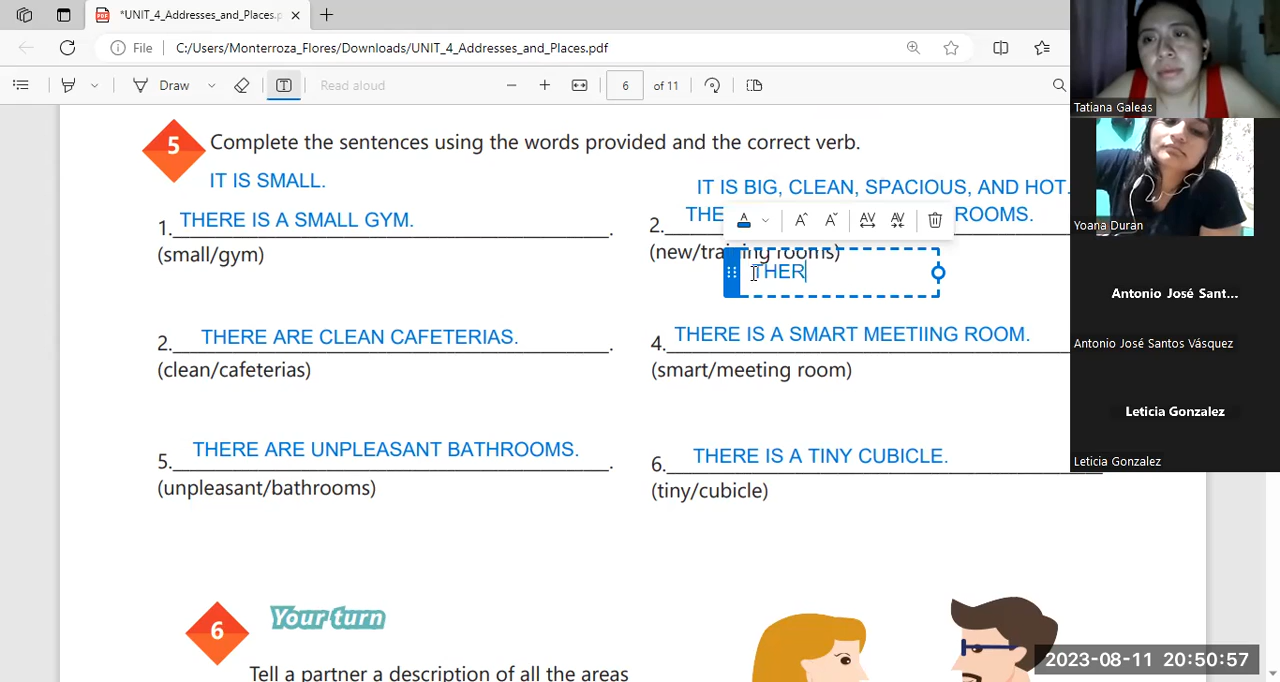 *UNIT_4_Addresses_and_Places.p
File C:/Users/Monterroza_Flores/Downloads/UNIT_4_Addresses_and_Places.pdf
Draw Read aloud 6 of 11
5 Complete the sentences using the words provided and the correct verb.
IT IS SMALL.
1. THERE IS A SMALL GYM.
(small/gym)
IT IS BIG, CLEAN, SPACIOUS, AND HOT.
2. THE ROOMS.
(new/training rooms)
THER
2. THERE ARE CLEAN CAFETERIAS.
(clean/cafeterias)
4. THERE IS A SMART MEETIING ROOM.
(smart/meeting room)
5. THERE ARE UNPLEASANT BATHROOMS.
(unpleasant/bathrooms)
6. THERE IS A TINY CUBICLE.
(tiny/cubicle)
6 Your turn
Tell a partner a description of all the areas
Tatiana Galeas
Yoana Duran
Antonio José Sant...
Antonio José Santos Vásquez
Leticia Gonzalez
Leticia Gonzalez
2023-08-11 20:50:57